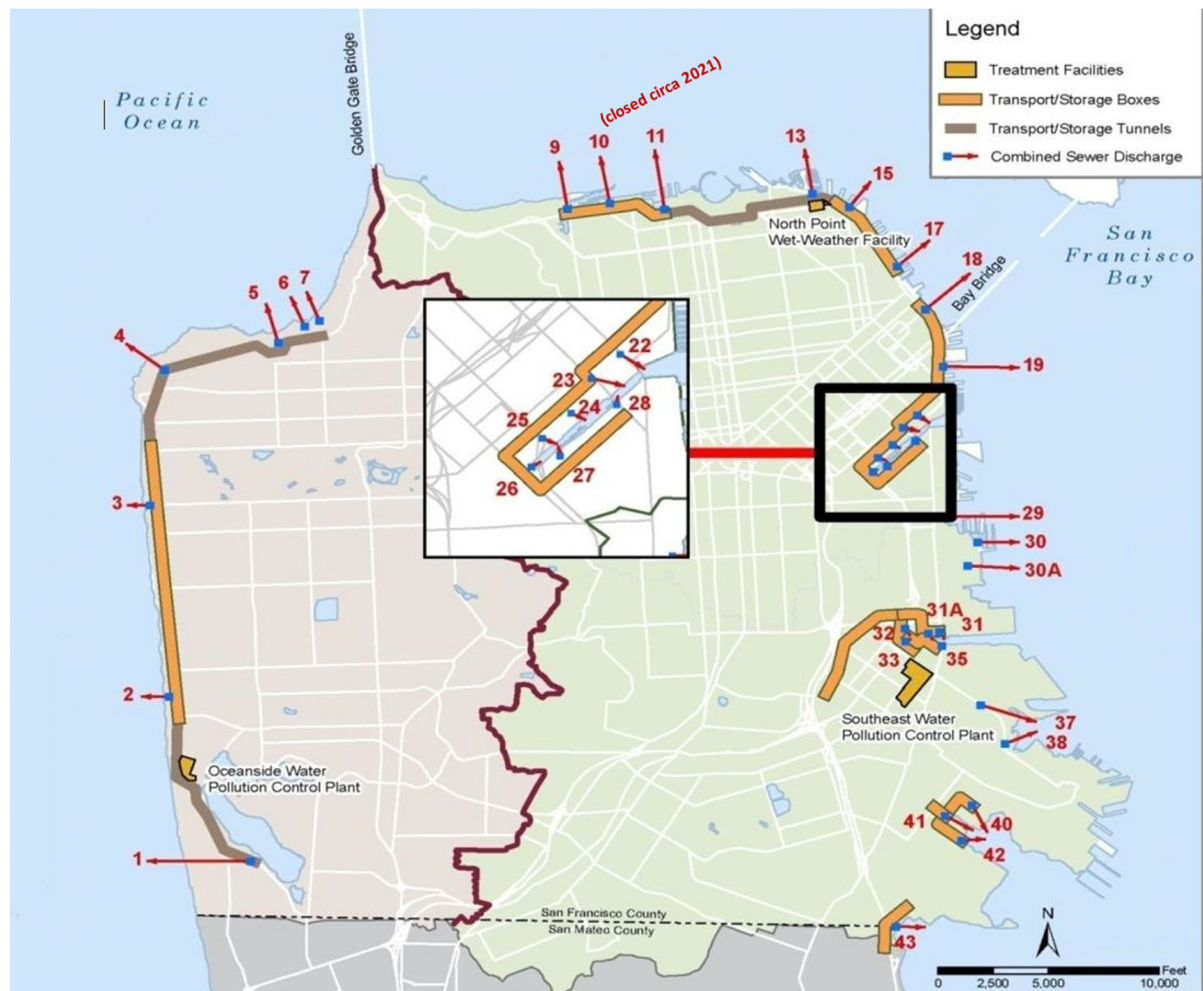 Legend
Treatment Facilities
Transport/Storage Boxes
Transport/Storage Tunnels
Combined Sewer Discharge
Pacific
Ocean
Golden Gate Bridge
(closed circa 2021)
9
10
11
13
15
North Point
Wet-Weather Facility
17
18
Bay Bridge
San
Francisco
Bay
19
7
6
5
4
3
2
1
22
23
24
25
26
27
28
29
30
30A
31A
31
32
33
35
Southeast Water
Pollution Control Plant
37
38
Oceanside Water
Pollution Control Plant
41
40
42
San Francisco County
San Mateo County
43
N
Feet
0 2,500 5,000 10,000